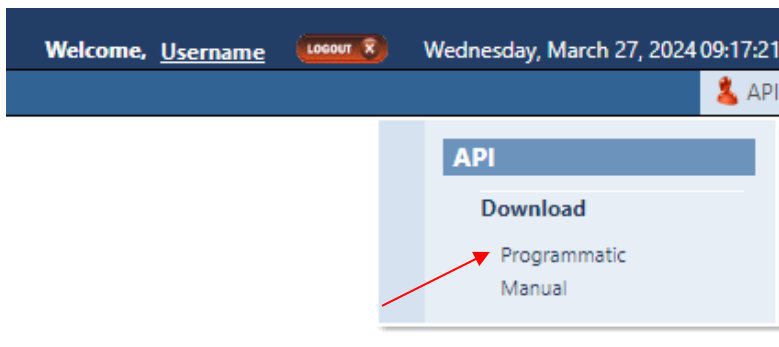 Welcome, Username LOGOUT Wednesday, March 27, 2024 09:17:21
API
API
Download
Programmatic
Manual